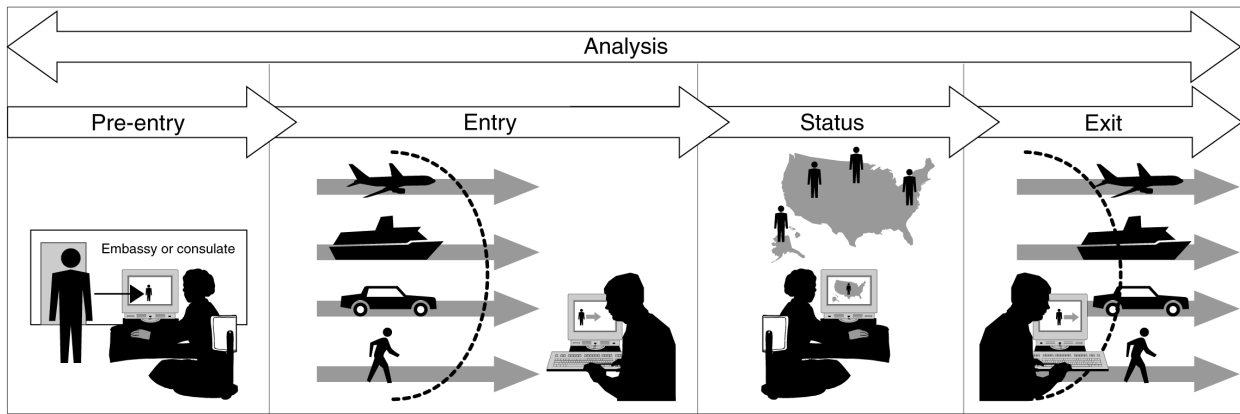 Analysis
Pre-entry
Entry
Status
Exit
Embassy or consulate